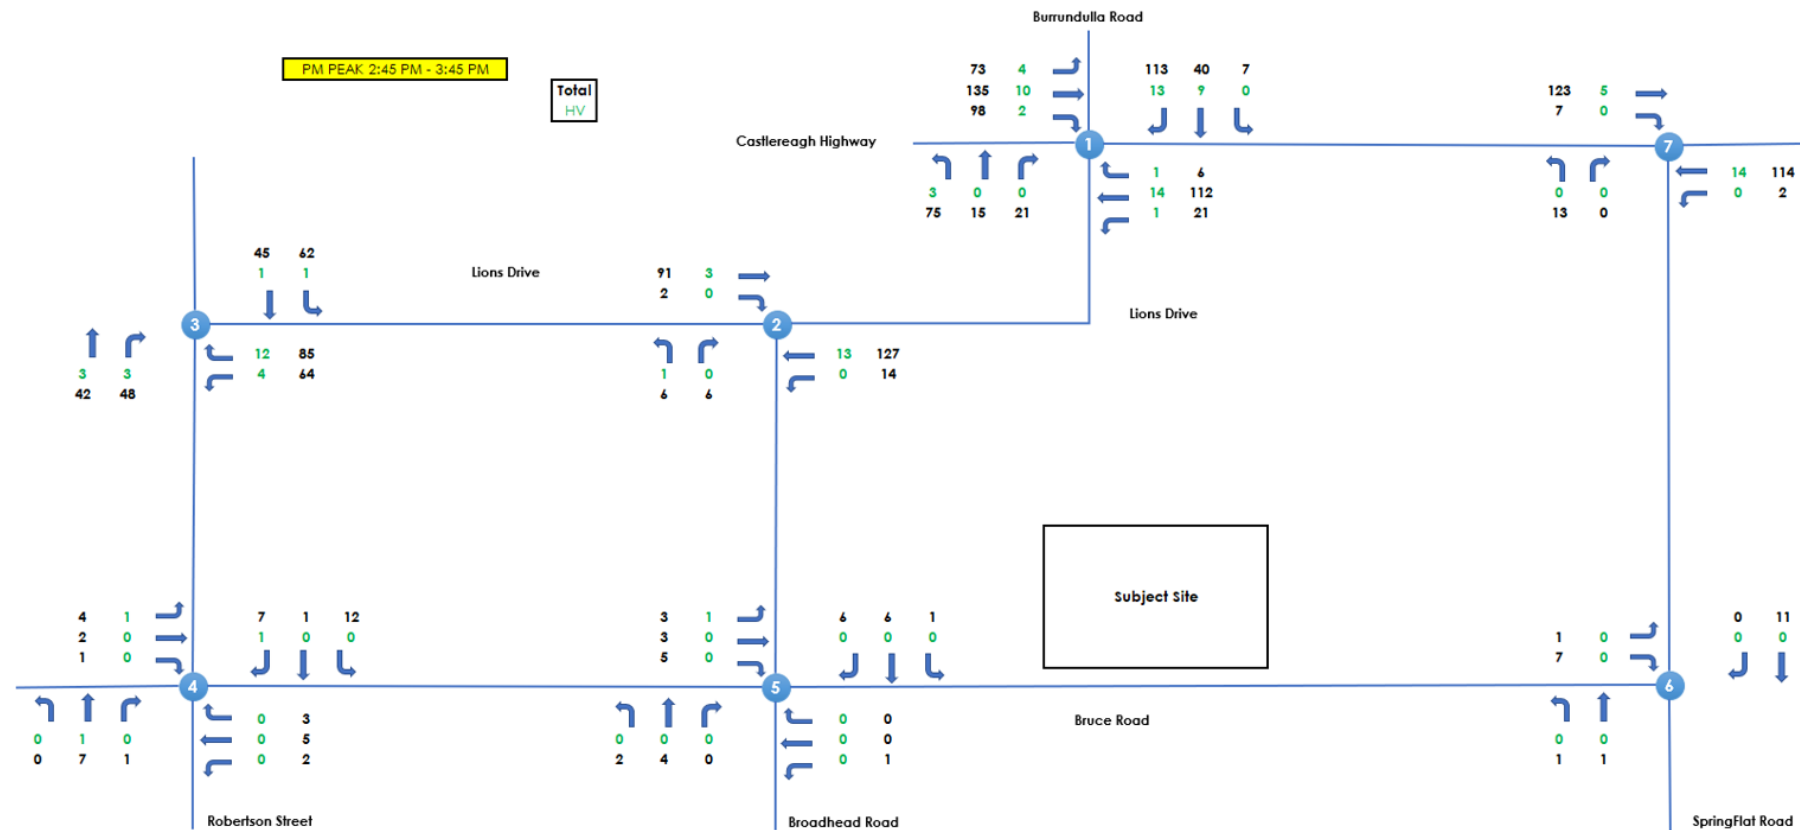 Burrundulla Road
PM PEAK 2:45 PM - 3:45 PM
Total
HV
73 4
135 10
98 2
113 40 7
13 9 0
123 5
7 0
Castlereagh Highway
1
7
3 0 0
75 15 21
1 6
14 112
1 21
0 0
13 0
14 114
0 2
45 62
1 1
Lions Drive
91 3
2 0
Lions Drive
3
2
12 85
4 64
3 3
42 48
1 0
6 6
13 127
0 14
Subject Site
4 1
2 0
1 0
7 1 12
1 0 0
3 1
3 0
5 0
6 6 1
0 0 0
1 0
7 0
0 11
0 0
4
5
6
0 1 0
0 7 1
0 3
0 5
0 2
0 0 0
2 4 0
0 0
0 0
0 1
Bruce Road
0 0
1 1
Robertson Street
Broadhead Road
SpringFlat Road